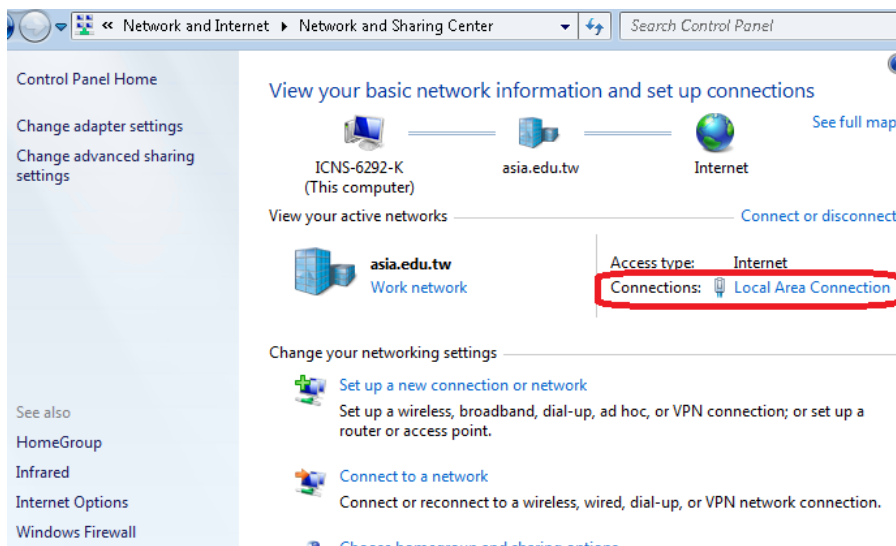 « Network and Internet ▸ Network and Sharing Center
Search Control Panel
Control Panel Home
Change adapter settings
Change advanced sharing
settings
See also
HomeGroup
Infrared
Internet Options
Windows Firewall
View your basic network information and set up connections
See full map
ICNS-6292-K
(This computer)
asia.edu.tw
Internet
View your active networks
Connect or disconnect
asia.edu.tw
Work network
Access type: Internet
Connections: Local Area Connection
Change your networking settings
Set up a new connection or network
Set up a wireless, broadband, dial-up, ad hoc, or VPN connection; or set up a
router or access point.
Connect to a network
Connect or reconnect to a wireless, wired, dial-up, or VPN network connection.
Choose homegroup and sharing options